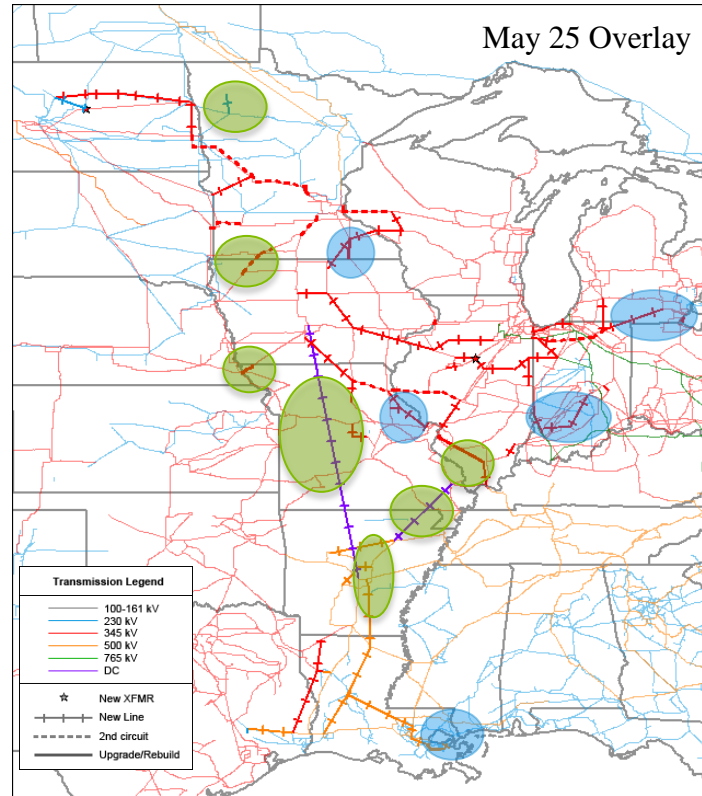 May 25 Overlay
Transmission Legend
100-161 kV
230 kV
345 kV
500 kV
765 kV
DC
New XFMR
New Line
2nd circuit
Upgrade/Rebuild